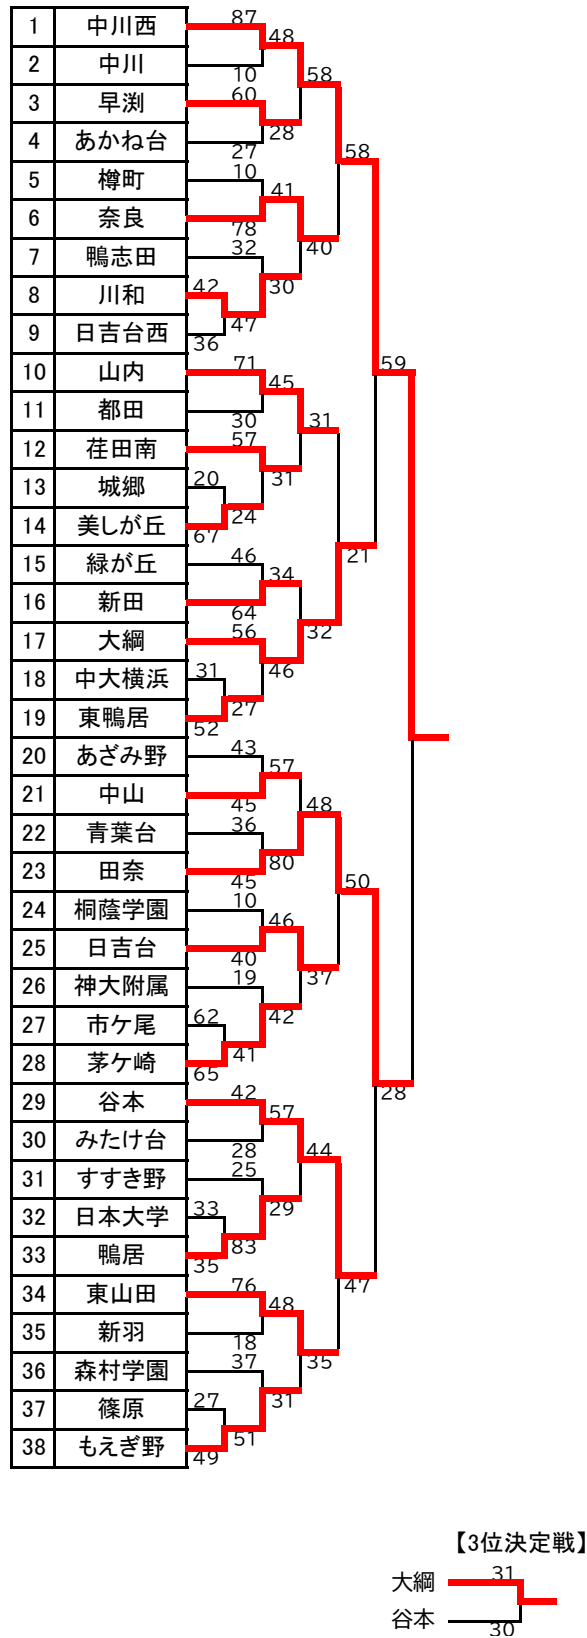 1 中川西 87 48
2 中川 10 58
3 早渕 60
4 あかね台 27 28 58
5 樽町 10 41
6 奈良 78
7 鴨志田 32 40
8 川和 42 30
9 日吉台西 36 47
10 山内 71 45 59
11 都田 30 31
12 荏田南 57
13 城郷 20 31
14 美しが丘 67 24
15 緑が丘 46 34 21
16 新田 64
17 大綱 56 32
18 中大横浜 31 46
19 東鴨居 52 27
20 あざみ野 43 57
21 中山 45 48
22 青葉台 36
23 田奈 45 80 50
24 桐蔭学園 10 46
25 日吉台 40
26 神大附属 19 37
27 市ケ尾 62 42
28 茅ケ崎 65 41
29 谷本 42 57 28
30 みたけ台 28 44
31 すすき野 25
32 日本大学 33 29
33 鴨居 35 83
34 東山田 76 48 47
35 新羽 18
36 森村学園 37 35
37 篠原 27 31
38 もえぎ野 49 51
【3位決定戦】
大綱 31
谷本 30